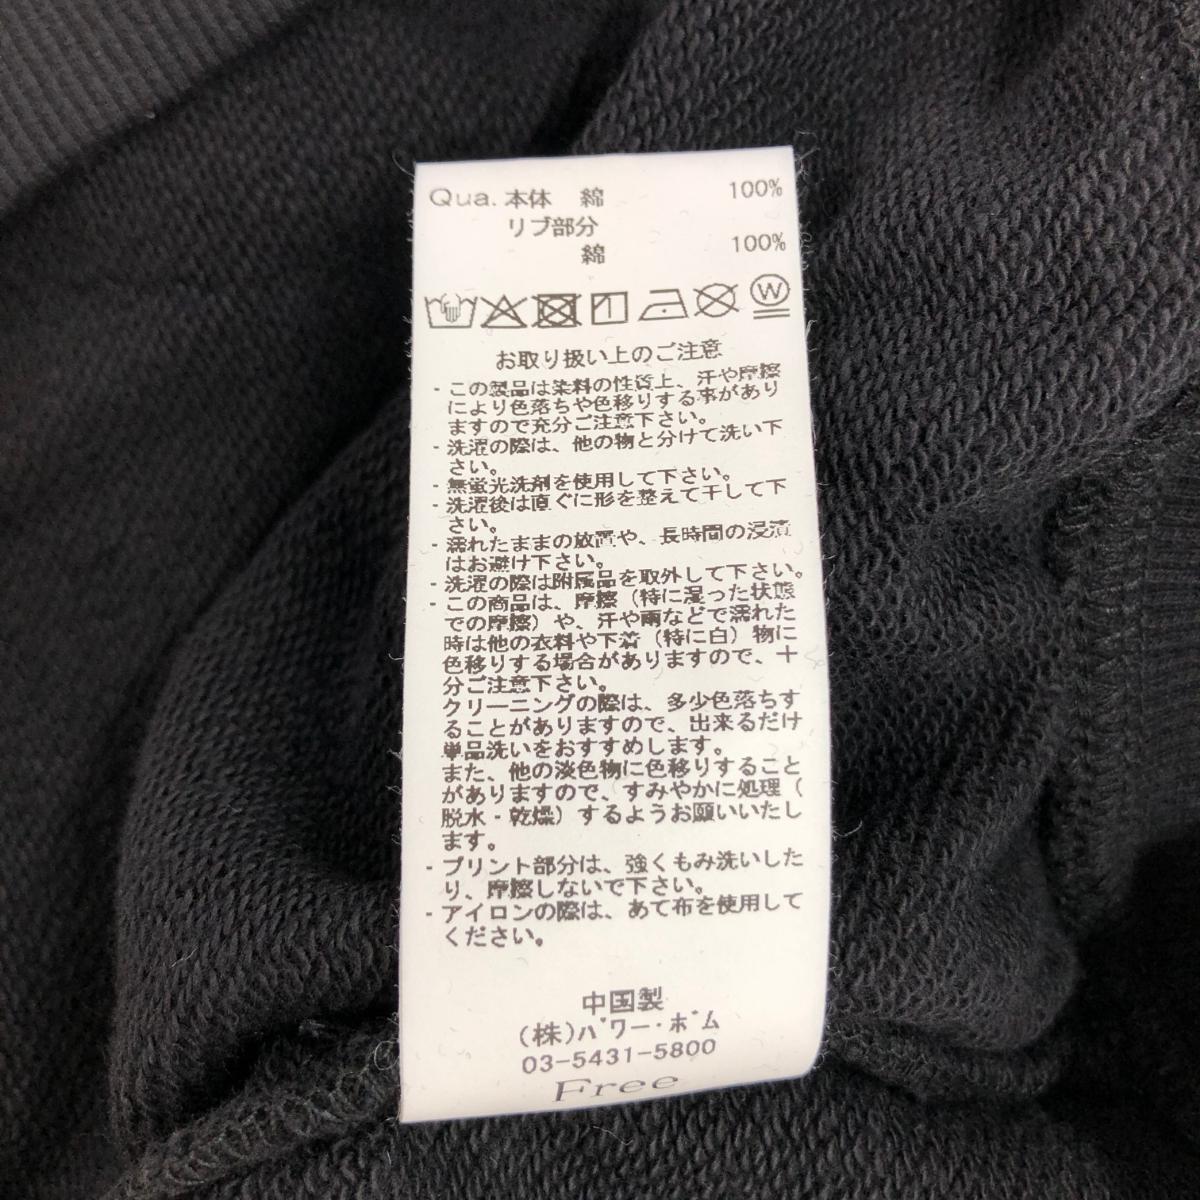 Qua. 本体　綿　100%
リブ部分
綿　100%
W
お取り扱い上のご注意
- この製品は染料の性質上、汗や摩擦
により色落ちや色移りする事があり
ますので充分ご注意下さい。
- 洗濯の際は、他の物と分けて洗い下
さい。
- 無蛍光洗剤を使用して下さい。
- 洗濯後は直ぐに形を整えて干して下
さい。
- 濡れたままの放置や、長時間の浸漬
はお避け下さい。
- 洗濯の際は附属品を取外して下さい。
- この商品は、摩擦（特に湿った状態
での摩擦）や、汗や雨などで濡れた
時は他の衣料や下着（特に白）物に
色移りする場合がありますので、十
分ご注意下さい。
クリーニングの際は、多少色落ちす
ることがありますので、出来るだけ
単品洗いをおすすめします。
また、他の淡色物に色移りすること
がありますので、すみやかに処理（
脱水・乾燥）するようお願いいたし
ます。
- プリント部分は、強くもみ洗いした
り、摩擦しないで下さい。
- アイロンの際は、あて布を使用して
ください。
中国製
(株)パワー・ホーム
03-5431-5800
Free